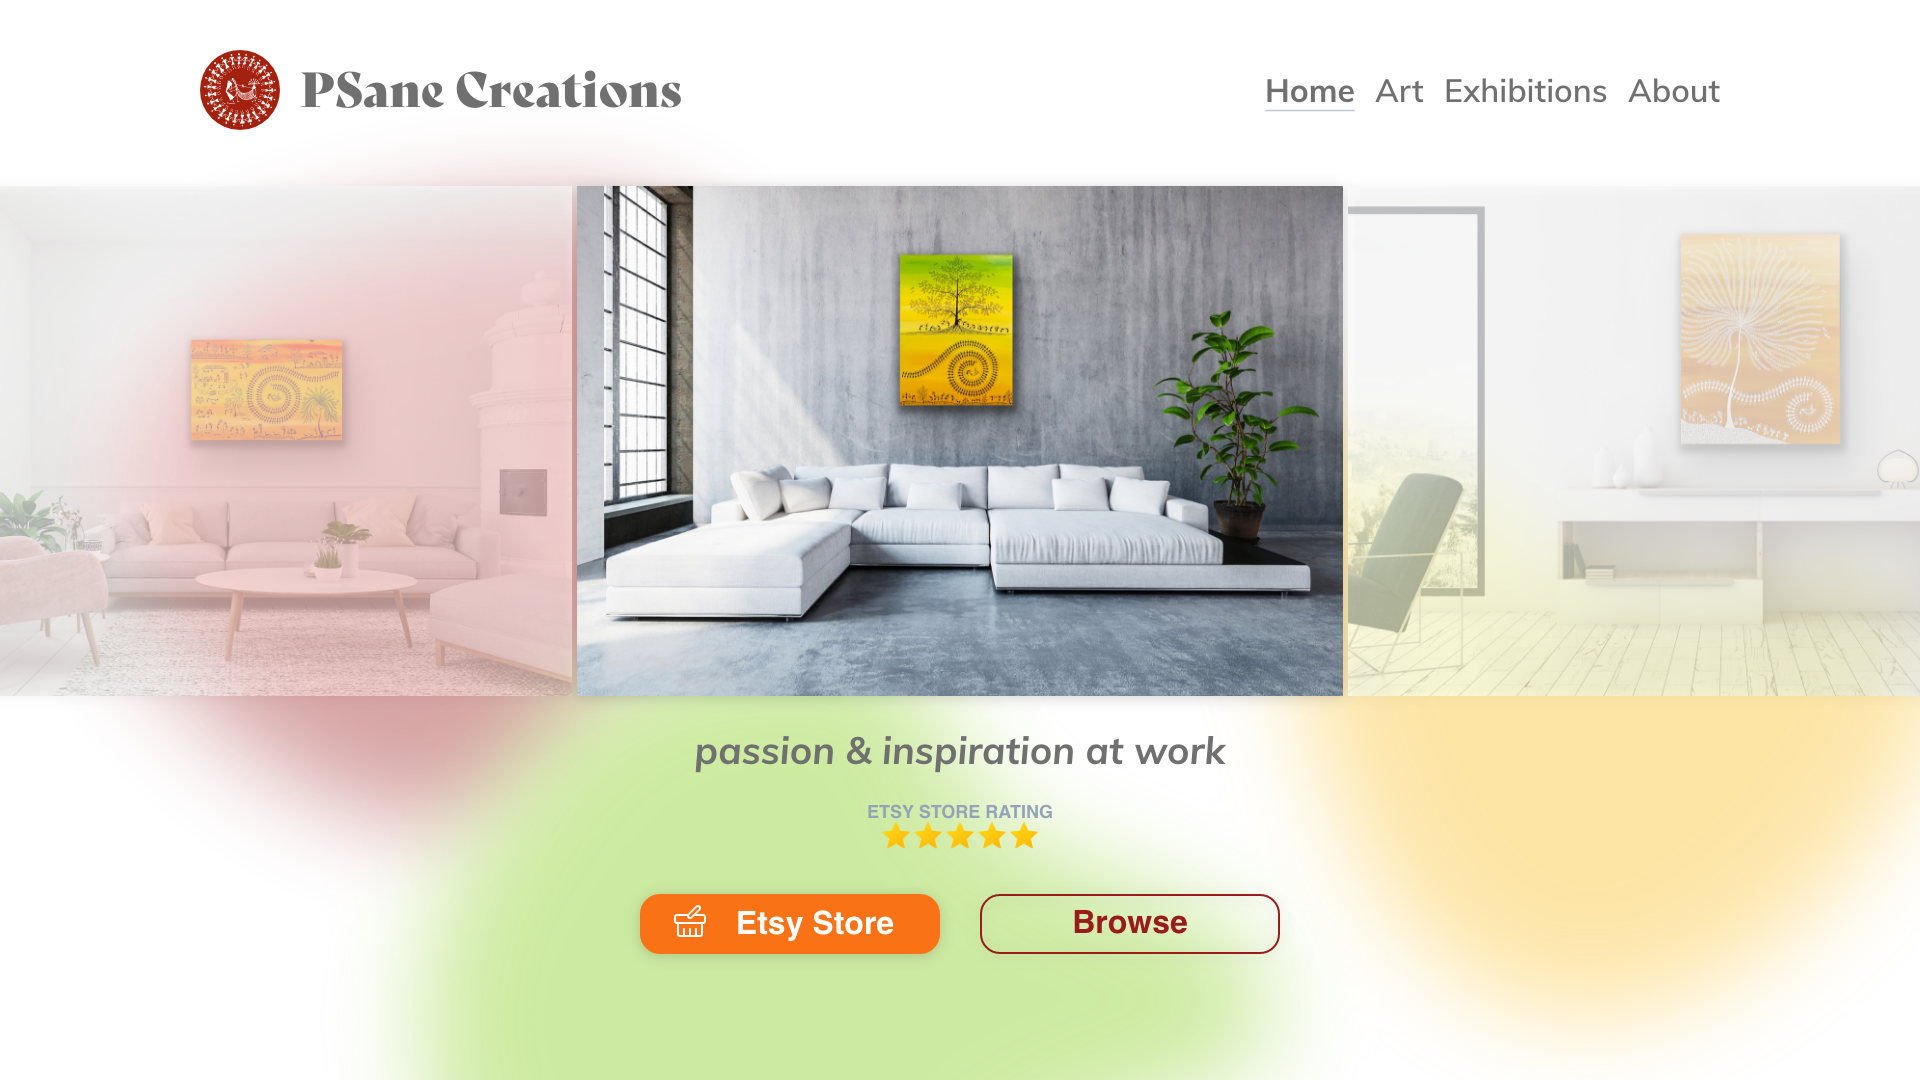 PSane Creations
Home Art Exhibitions About
passion & inspiration at work
ETSY STORE RATING
Etsy Store
Browse